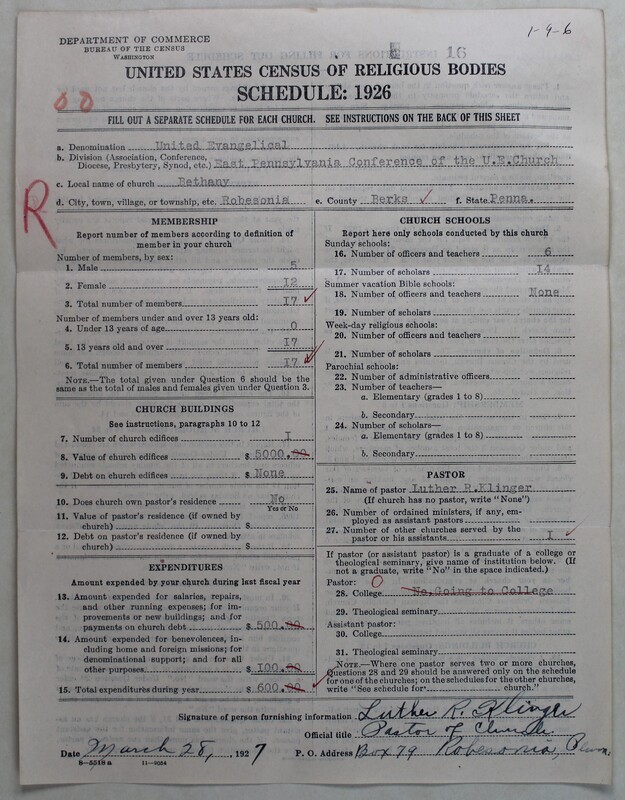 1-9-6
DEPARTMENT OF COMMERCE
BUREAU OF THE CENSUS
WASHINGTON
16
UNITED STATES CENSUS OF RELIGIOUS BODIES
SCHEDULE: 1926
FILL OUT A SEPARATE SCHEDULE FOR EACH CHURCH. SEE INSTRUCTIONS ON THE BACK OF THIS SHEET
a. Denomination United Evangelical
b. Division (Association, Conference, Diocese, Presbytery, Synod, etc.) East Pennsylvania Conference of the U.E.Church
c. Local name of church Bethany
d. City, town, village, or township, etc. Robesonia e. County Berks f. State Penna.
R
MEMBERSHIP
Report number of members according to definition of
member in your church
Number of members, by sex:
1. Male 5
2. Female 12
3. Total number of members 17
Number of members under and over 13 years old:
4. Under 13 years of age 0
5. 13 years old and over 17
6. Total number of members 17
NOTE.—The total given under Question 6 should be the
same as the total of males and females given under Question 3.
CHURCH BUILDINGS
See instructions, paragraphs 10 to 12
7. Number of church edifices I
8. Value of church edifices $ 5000.00
9. Debt on church edifices $ None
10. Does church own pastor's residence No
Yes or No
11. Value of pastor's residence (if owned by
church) $
12. Debt on pastor's residence (if owned by
church) $
EXPENDITURES
Amount expended by your church during last fiscal year
13. Amount expended for salaries, repairs,
and other running expenses; for im-
provements or new buildings; and for
payments on church debt $ 500.00
14. Amount expended for benevolences, in-
cluding home and foreign missions; for
denominational support; and for all
other purposes $ 100.00
15. Total expenditures during year $ 600.00
CHURCH SCHOOLS
Report here only schools conducted by this church
Sunday schools:
16. Number of officers and teachers 6
17. Number of scholars 14
Summer vacation Bible schools:
18. Number of officers and teachers None
19. Number of scholars
Week-day religious schools:
20. Number of officers and teachers
21. Number of scholars
Parochial schools:
22. Number of administrative officers
23. Number of teachers—
a. Elementary (grades 1 to 8)
b. Secondary
24. Number of scholars—
a. Elementary (grades 1 to 8)
b. Secondary
PASTOR
25. Name of pastor Luther R.Klinger
(If church has no pastor, write "None")
26. Number of ordained ministers, if any, em-
ployed as assistant pastors
27. Number of other churches served by the
pastor or his assistants I
If pastor (or assistant pastor) is a graduate of a college or
theological seminary, give name of institution below. (If
not a graduate, write "No" in the space indicated.)
Pastor: 0
28. College No.Going to College
29. Theological seminary
Assistant pastor:
30. College
31. Theological seminary
NOTE.—Where one pastor serves two or more churches,
Questions 28 and 29 should be answered only on the schedule
for one of the churches; on the schedules for the other churches,
write "See schedule for church."
Signature of person furnishing information Luther R. Klinger
Official title Pastor of Church
Date March 28, 1927 P. O. Address Box 79 Robesonia, Penn.
8-5518a 11-9554